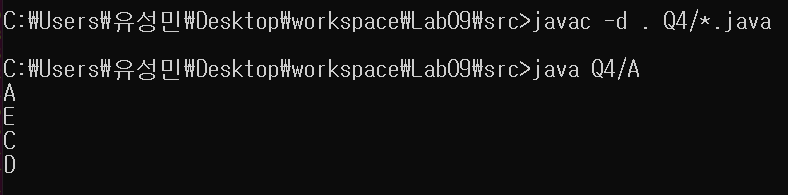 C:₩Users₩유성민₩Desktop₩workspace₩Lab09₩src>javac -d . Q4/*.java
C:₩Users₩유성민₩Desktop₩workspace₩Lab09₩src>java Q4/A
A
E
C
D